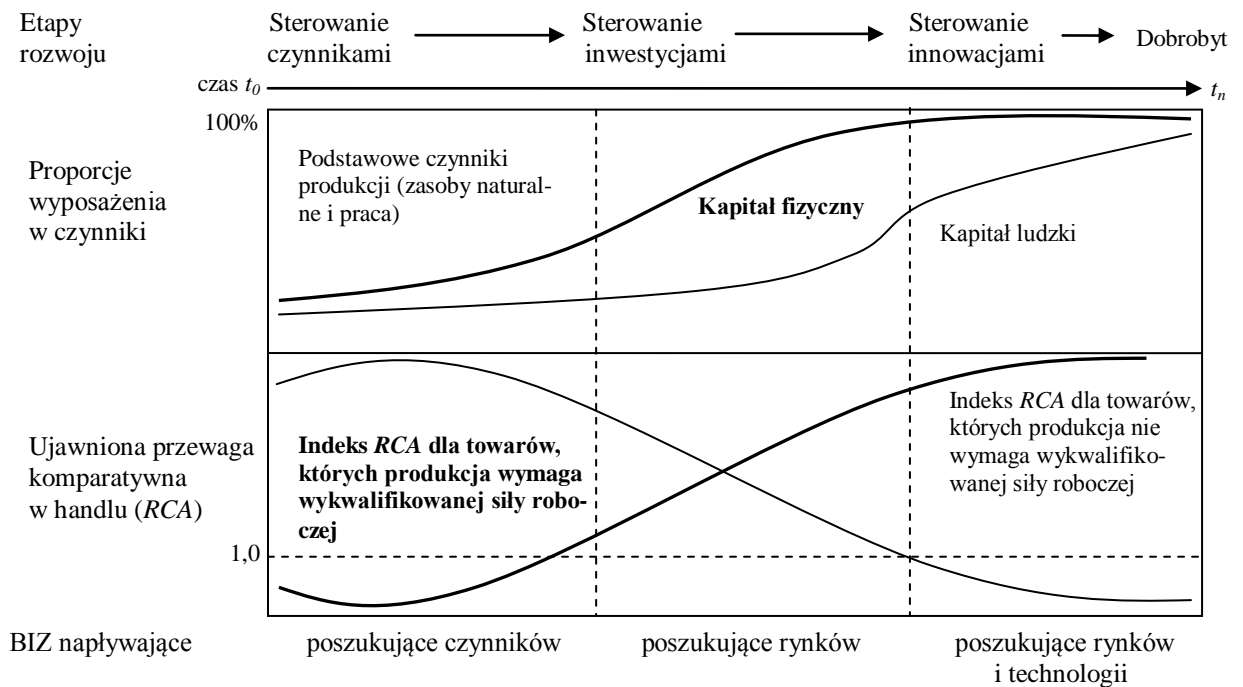 Etapy
rozwoju
Sterowanie
czynnikami
Sterowanie
inwestycjami
Sterowanie
innowacjami
Dobrobyt
czas t0
tn
100%
Proporcje
wyposażenia
w czynniki
Podstawowe czynniki
produkcji (zasoby natural-
ne i praca)
Kapitał fizyczny
Kapitał ludzki
Ujawniona przewaga
komparatywna
w handlu (RCA)
Indeks RCA dla towarów,
których produkcja wymaga
wykwalifikowanej siły robo-
czej
Indeks RCA dla towarów,
których produkcja nie
wymaga wykwalifiko-
wanej siły roboczej
1,0
BIZ napływające
poszukujące czynników
poszukujące rynków
poszukujące rynków
i technologii